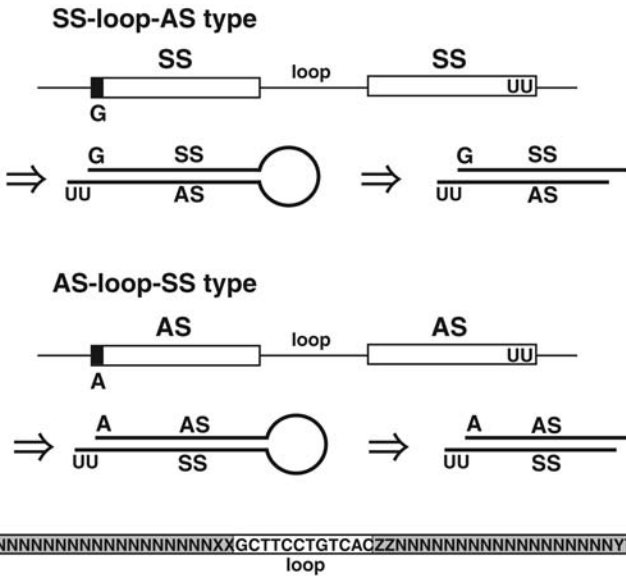 SS-loop-AS type
SS loop SS
UU
G
G SS G SS
UU AS UU AS
AS-loop-SS type
AS loop AS
UU
A
A AS A AS
UU SS UU SS
NNNNNNNNNNNNNNNNNNXXGCTTCCTGTCACZZNNNNNNNNNNNNNNNNNNY
loop